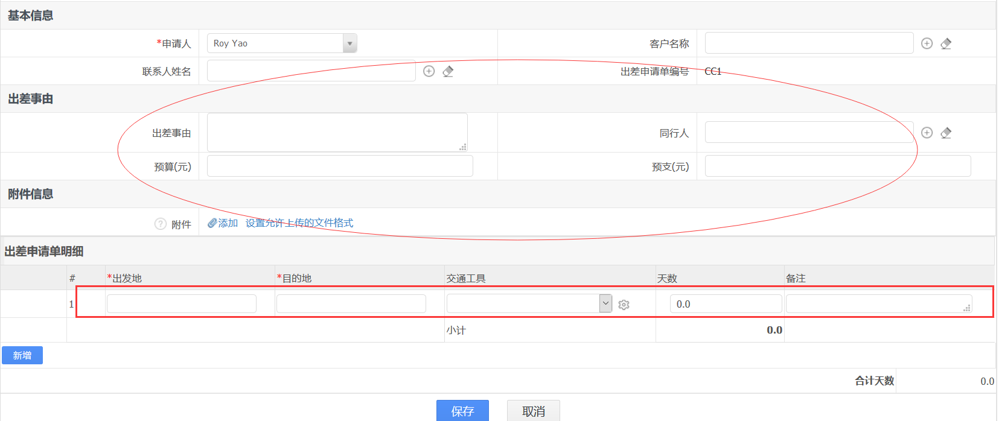 基本信息
*申请人 Roy Yao 客户名称
联系人姓名 出差申请单编号 CC1
出差事由
出差事由 同行人
预算(元) 预支(元)
附件信息
? 附件 添加 设置允许上传的文件格式
出差申请单明细
# *出发地 *目的地 交通工具 天数 备注
1 0.0
小计 0.0
新增
合计天数 0.0
保存 取消